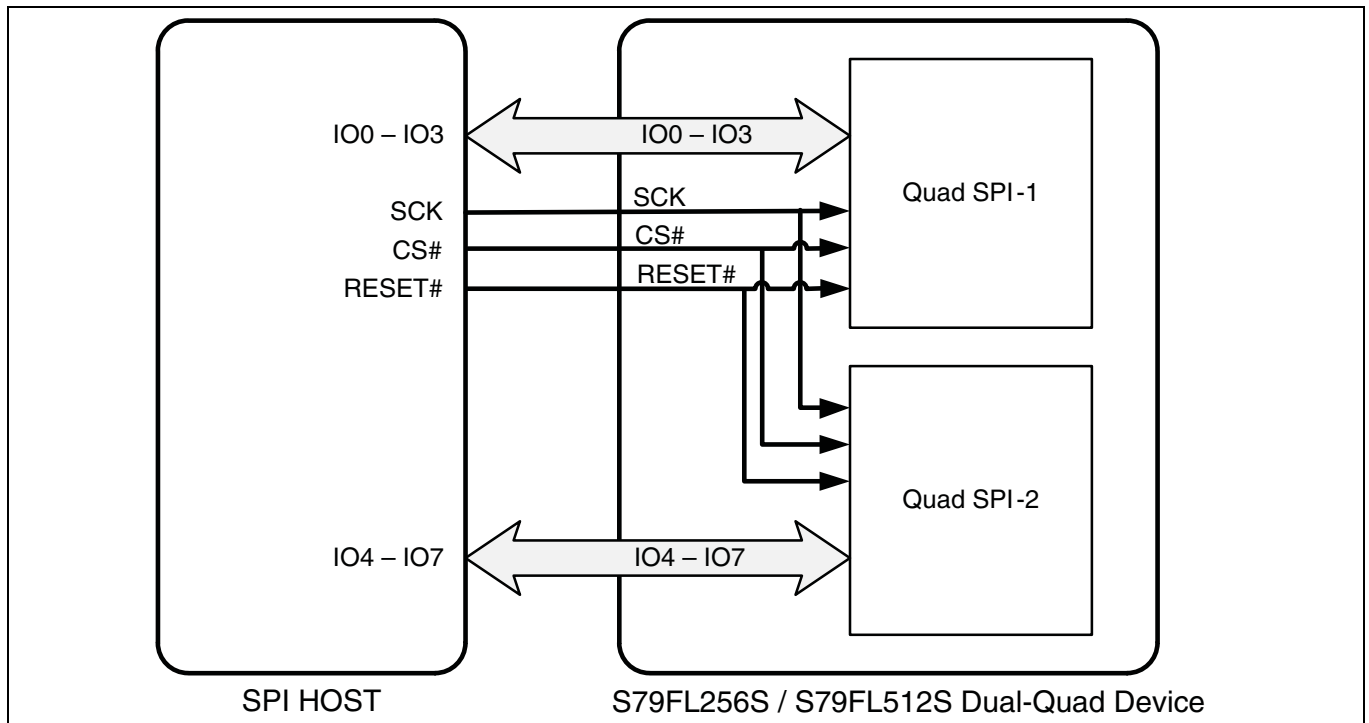 IO0 – IO3
IO0 – IO3
Quad SPI-1
SCK
SCK
CS#
CS#
RESET#
RESET#
Quad SPI-2
IO4 – IO7
IO4 – IO7
SPI HOST
S79FL256S / S79FL512S Dual-Quad Device